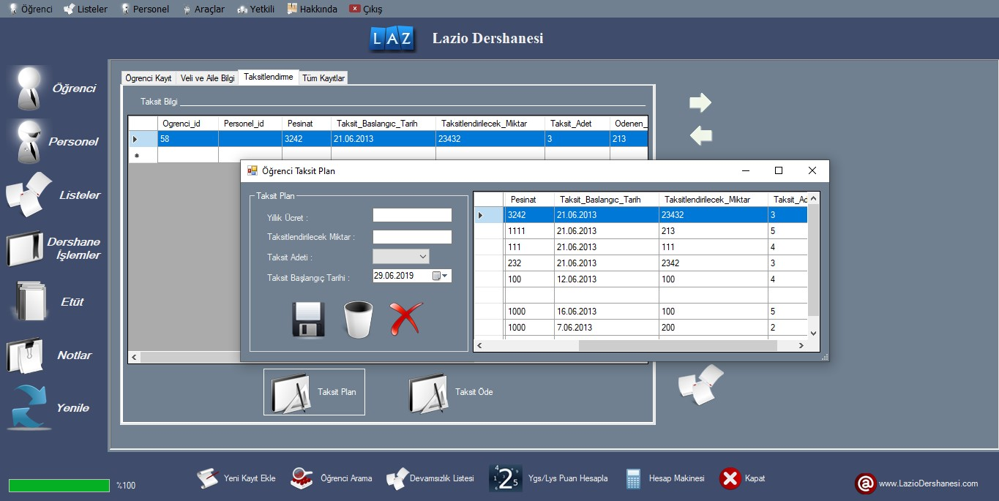 Öğrenci Listeler Personel Araçlar Yetkili Hakkında Çıkış
LAZ Lazio Dershanesi
Öğrenci
Personel
Listeler
Dershane
İşlemler
Etüt
Notlar
Yenile
Ögrenci Kayıt Veli ve Aile Bilgi Taksitlendirme Tüm Kayıtlar
Taksit Bilgi
Ogrenci_id Personel_id Pesinat Taksit_Baslangıc_Tarih Taksitlendirilecek_Miktar Taksit_Adet Odenen_
58 3242 21.06.2013 23432 3 213
Öğrenci Taksit Plan
Taksit Plan
Yıllık Ücret :
Taksitlendirilecek Miktar :
Taksit Adeti :
Taksit Başlangıç Tarihi : 29.06.2019
Pesinat Taksit_Baslangıc_Tarih Taksitlendirilecek_Miktar Taksit_Ad
3242 21.06.2013 23432 3
1111 21.06.2013 213 5
111 21.06.2013 111 4
232 21.06.2013 2342 3
100 12.06.2013 100 4
1000 16.06.2013 100 5
1000 7.06.2013 200 2
Taksit Plan Taksit Öde
%100
Yeni Kayıt Ekle Öğrenci Arama Devamsızlık Listesi Ygs/Lys Puan Hesapla Hesap Makinesi Kapat
www.LazioDershanesi.com